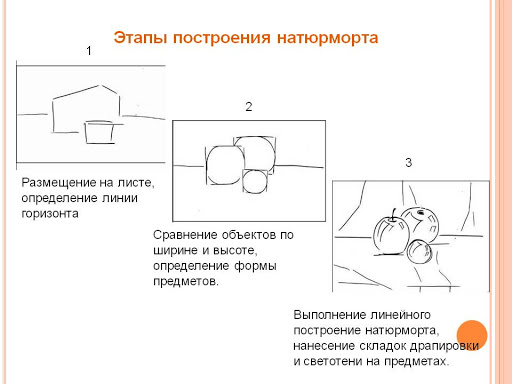 Этапы построения натюрморта
1
Размещение на листе,
определение линии
горизонта
2
Сравнение объектов по
ширине и высоте,
определение формы
предметов.
3
Выполнение линейного
построение натюрморта,
нанесение складок драпировки
и светотени на предметах.